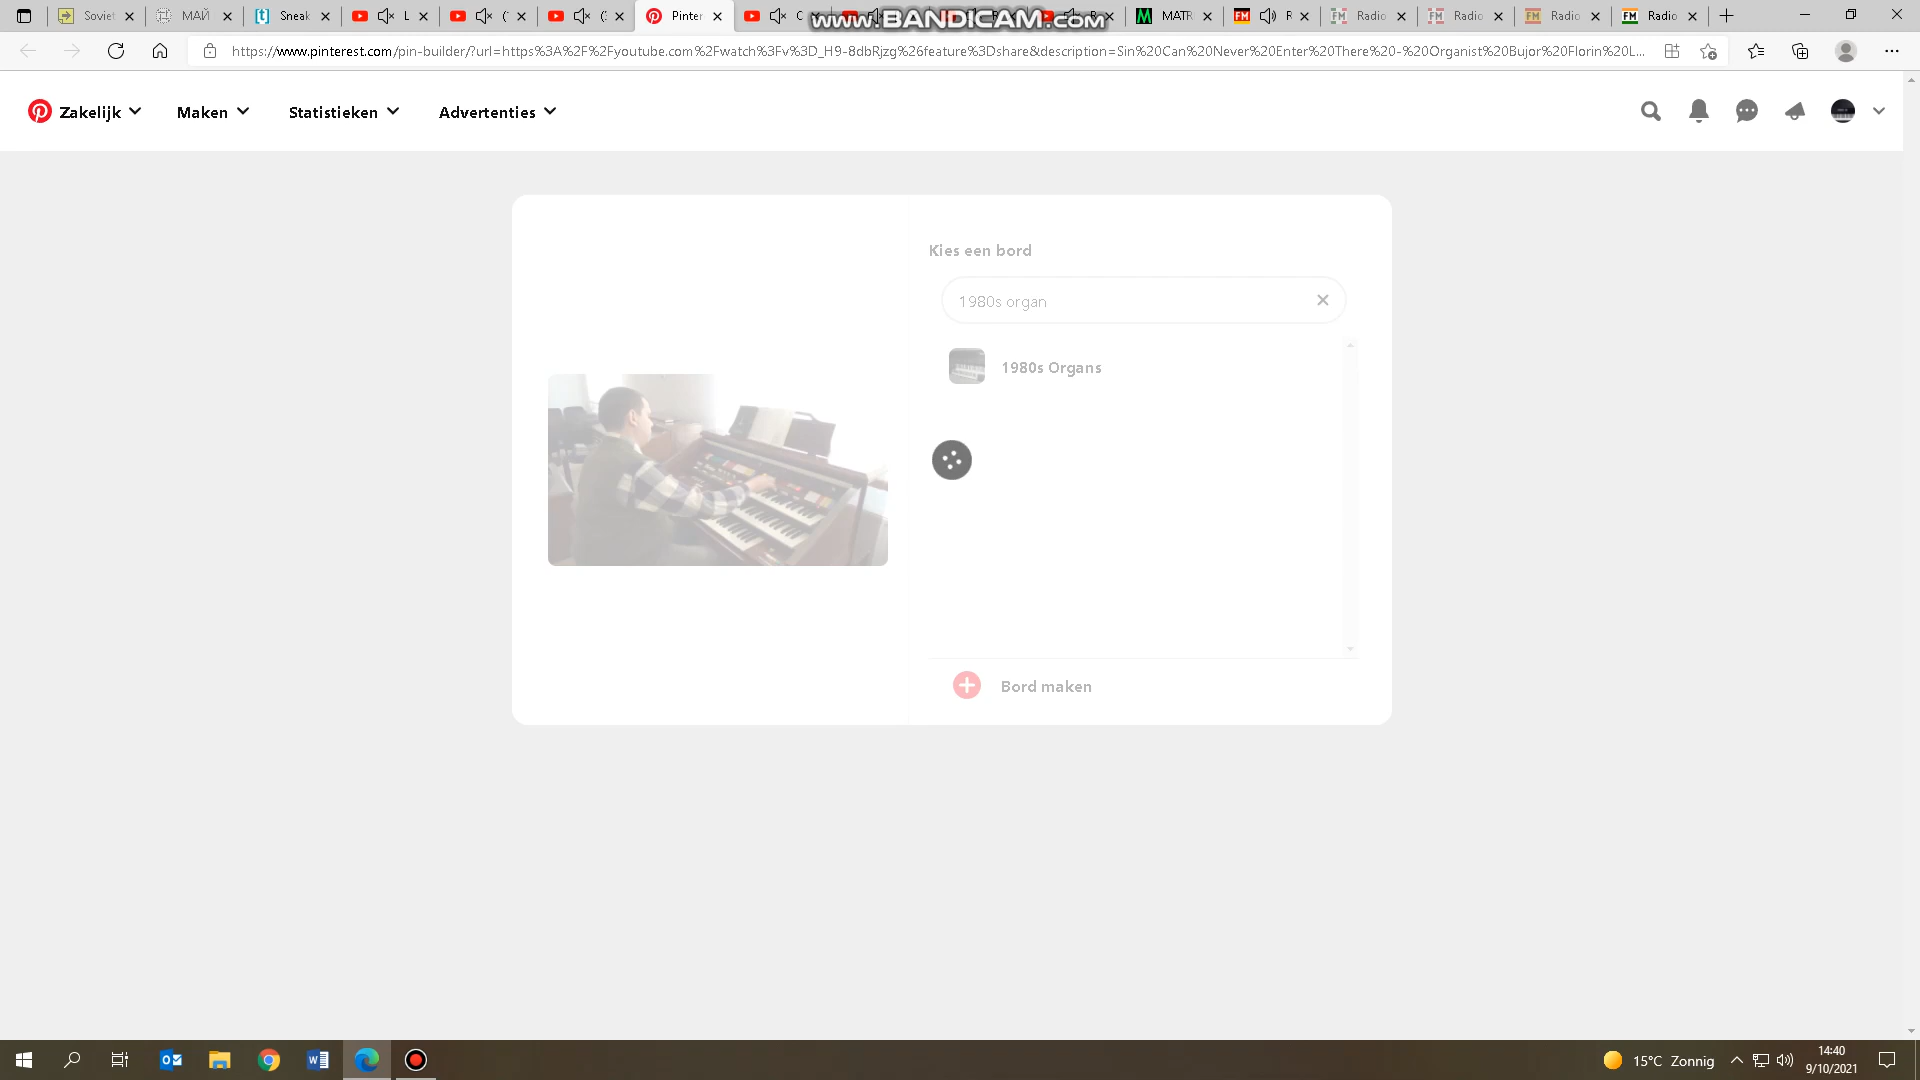 Soviet
МАЙ
Sneak
L
(
(3
Pinter
MATR
R
Radio
Radio
Radio
Radio
www.BANDICAM.com
https://www.pinterest.com/pin-builder/?url=https%3A%2F%2Fyoutube.com%2Fwatch%3Fv%3D_H9-8dbRjzg%26feature%3Dshare&description=Sin%20Can%20Never%20Enter%20There%20-%20Organist%20Bujor%20Florin%20L...
Zakelijk
Maken
Statistieken
Advertenties
Kies een bord
1980s organ
1980s Organs
Bord maken
15°C Zonnig
14:40
9/10/2021